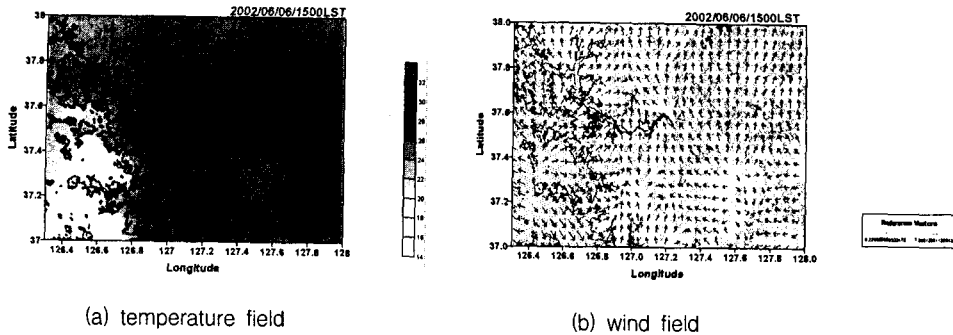 2002/06/06/1500LST
38
37.8
37.6
37.4
37.2
37
Latitude
126.4 126.6 126.8 127 127.2 127.4 127.6 127.8 128
Longitude
32
30
28
26
24
22
20
18
16
14
(a) temperature field
2002/06/06/1500LST
38.0
37.8
37.6
37.4
37.2
37.0
Latitude
126.4 126.6 126.8 127.0 127.2 127.4 127.6 127.8 128.0
Longitude
Reference Vectors
(b) wind field